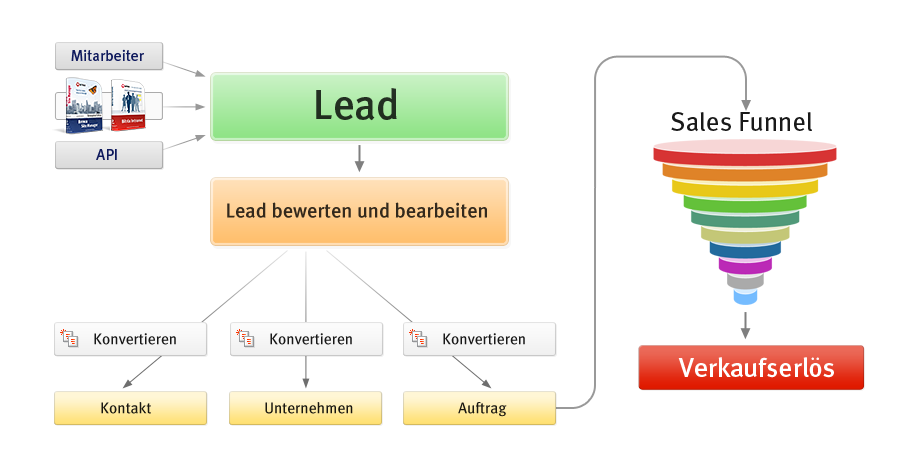 Mitarbeiter
API
Lead
Lead bewerten und bearbeiten
Konvertieren
Konvertieren
Konvertieren
Kontakt
Unternehmen
Auftrag
Sales Funnel
Verkaufserlös